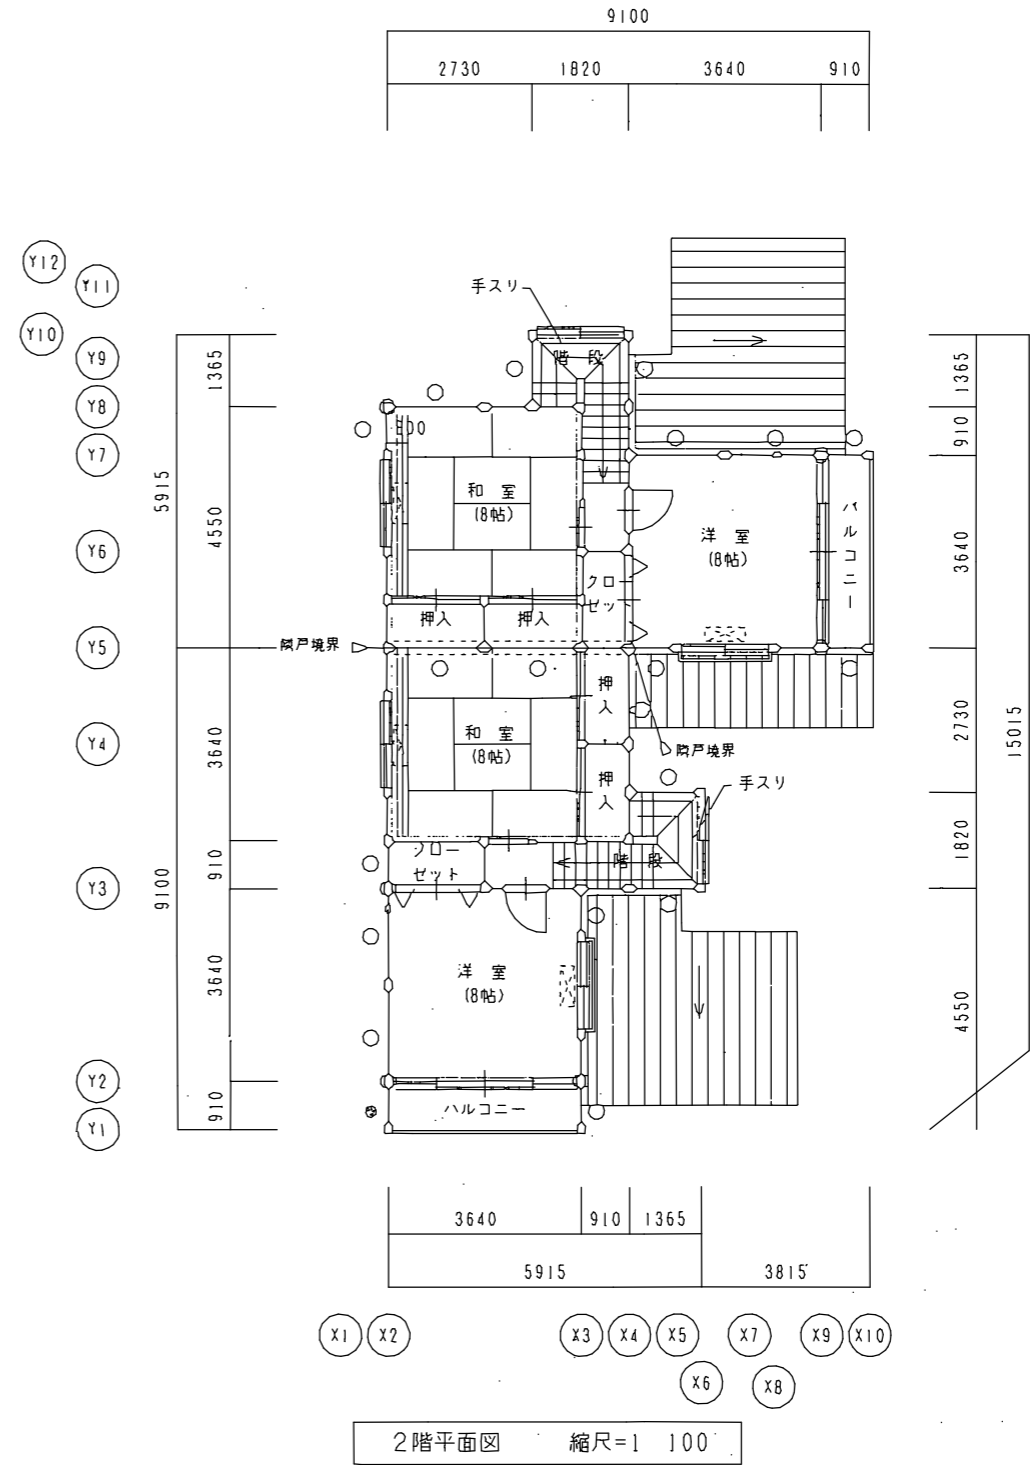 9100
2730 1820 3640 910
Y12
Y11
Y10
Y9
Y8
Y7
Y6
Y5
Y4
Y3
Y2
Y1
5915
9100
1365
4550
3640
910
3640
910
手スリ
階 段
和 室
(8帖)
洋 室
(8帖)
バルコニー
クロ
ゼット
押入 押入
隣戸境界
押入
和 室
(8帖)
隣戸境界
押入
手スリ
クロー
ゼット
階 段
洋 室
(8帖)
ハルコニー
1365
910
3640
2730
1820
4550
15015
3640 910 1365
5915 3815
X1 X2 X3 X4 X5 X7 X9 X10
X6 X8
2階平面図 縮尺=1 100